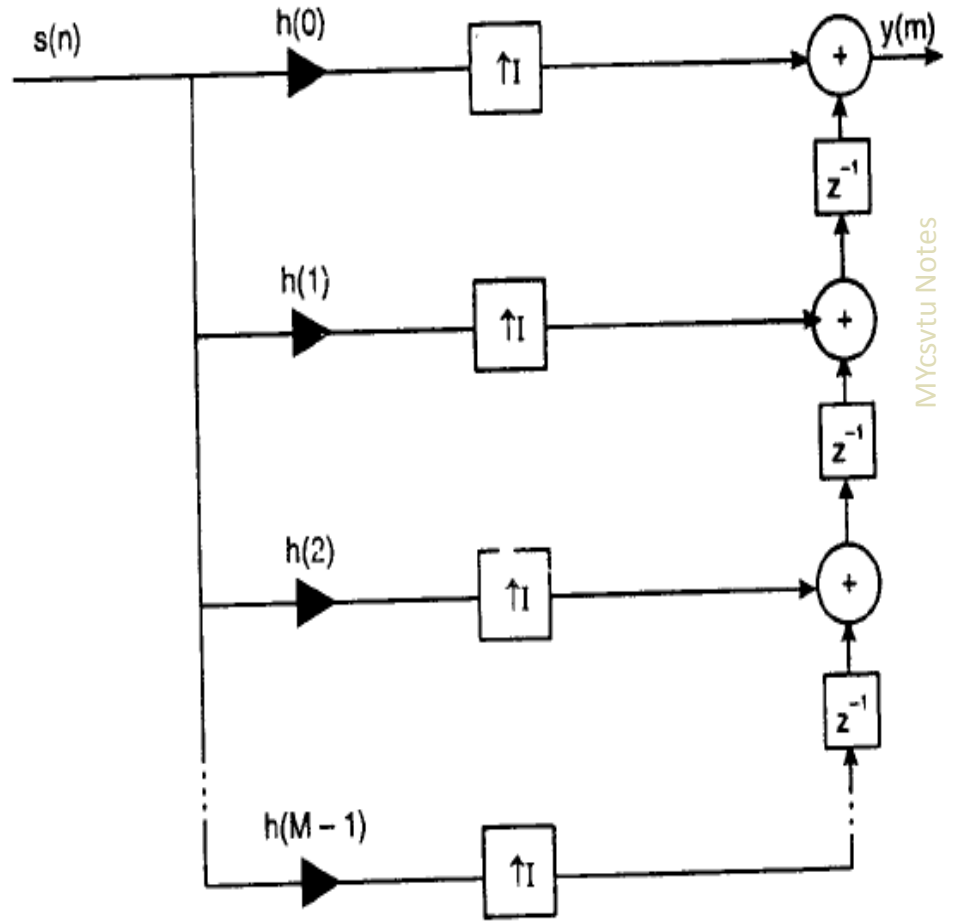 s(n)
h(0)
↑I
+
y(m)
z⁻¹
h(1)
↑I
+
z⁻¹
h(2)
↑I
+
z⁻¹
h(M – 1)
↑I
MYcsvtu Notes